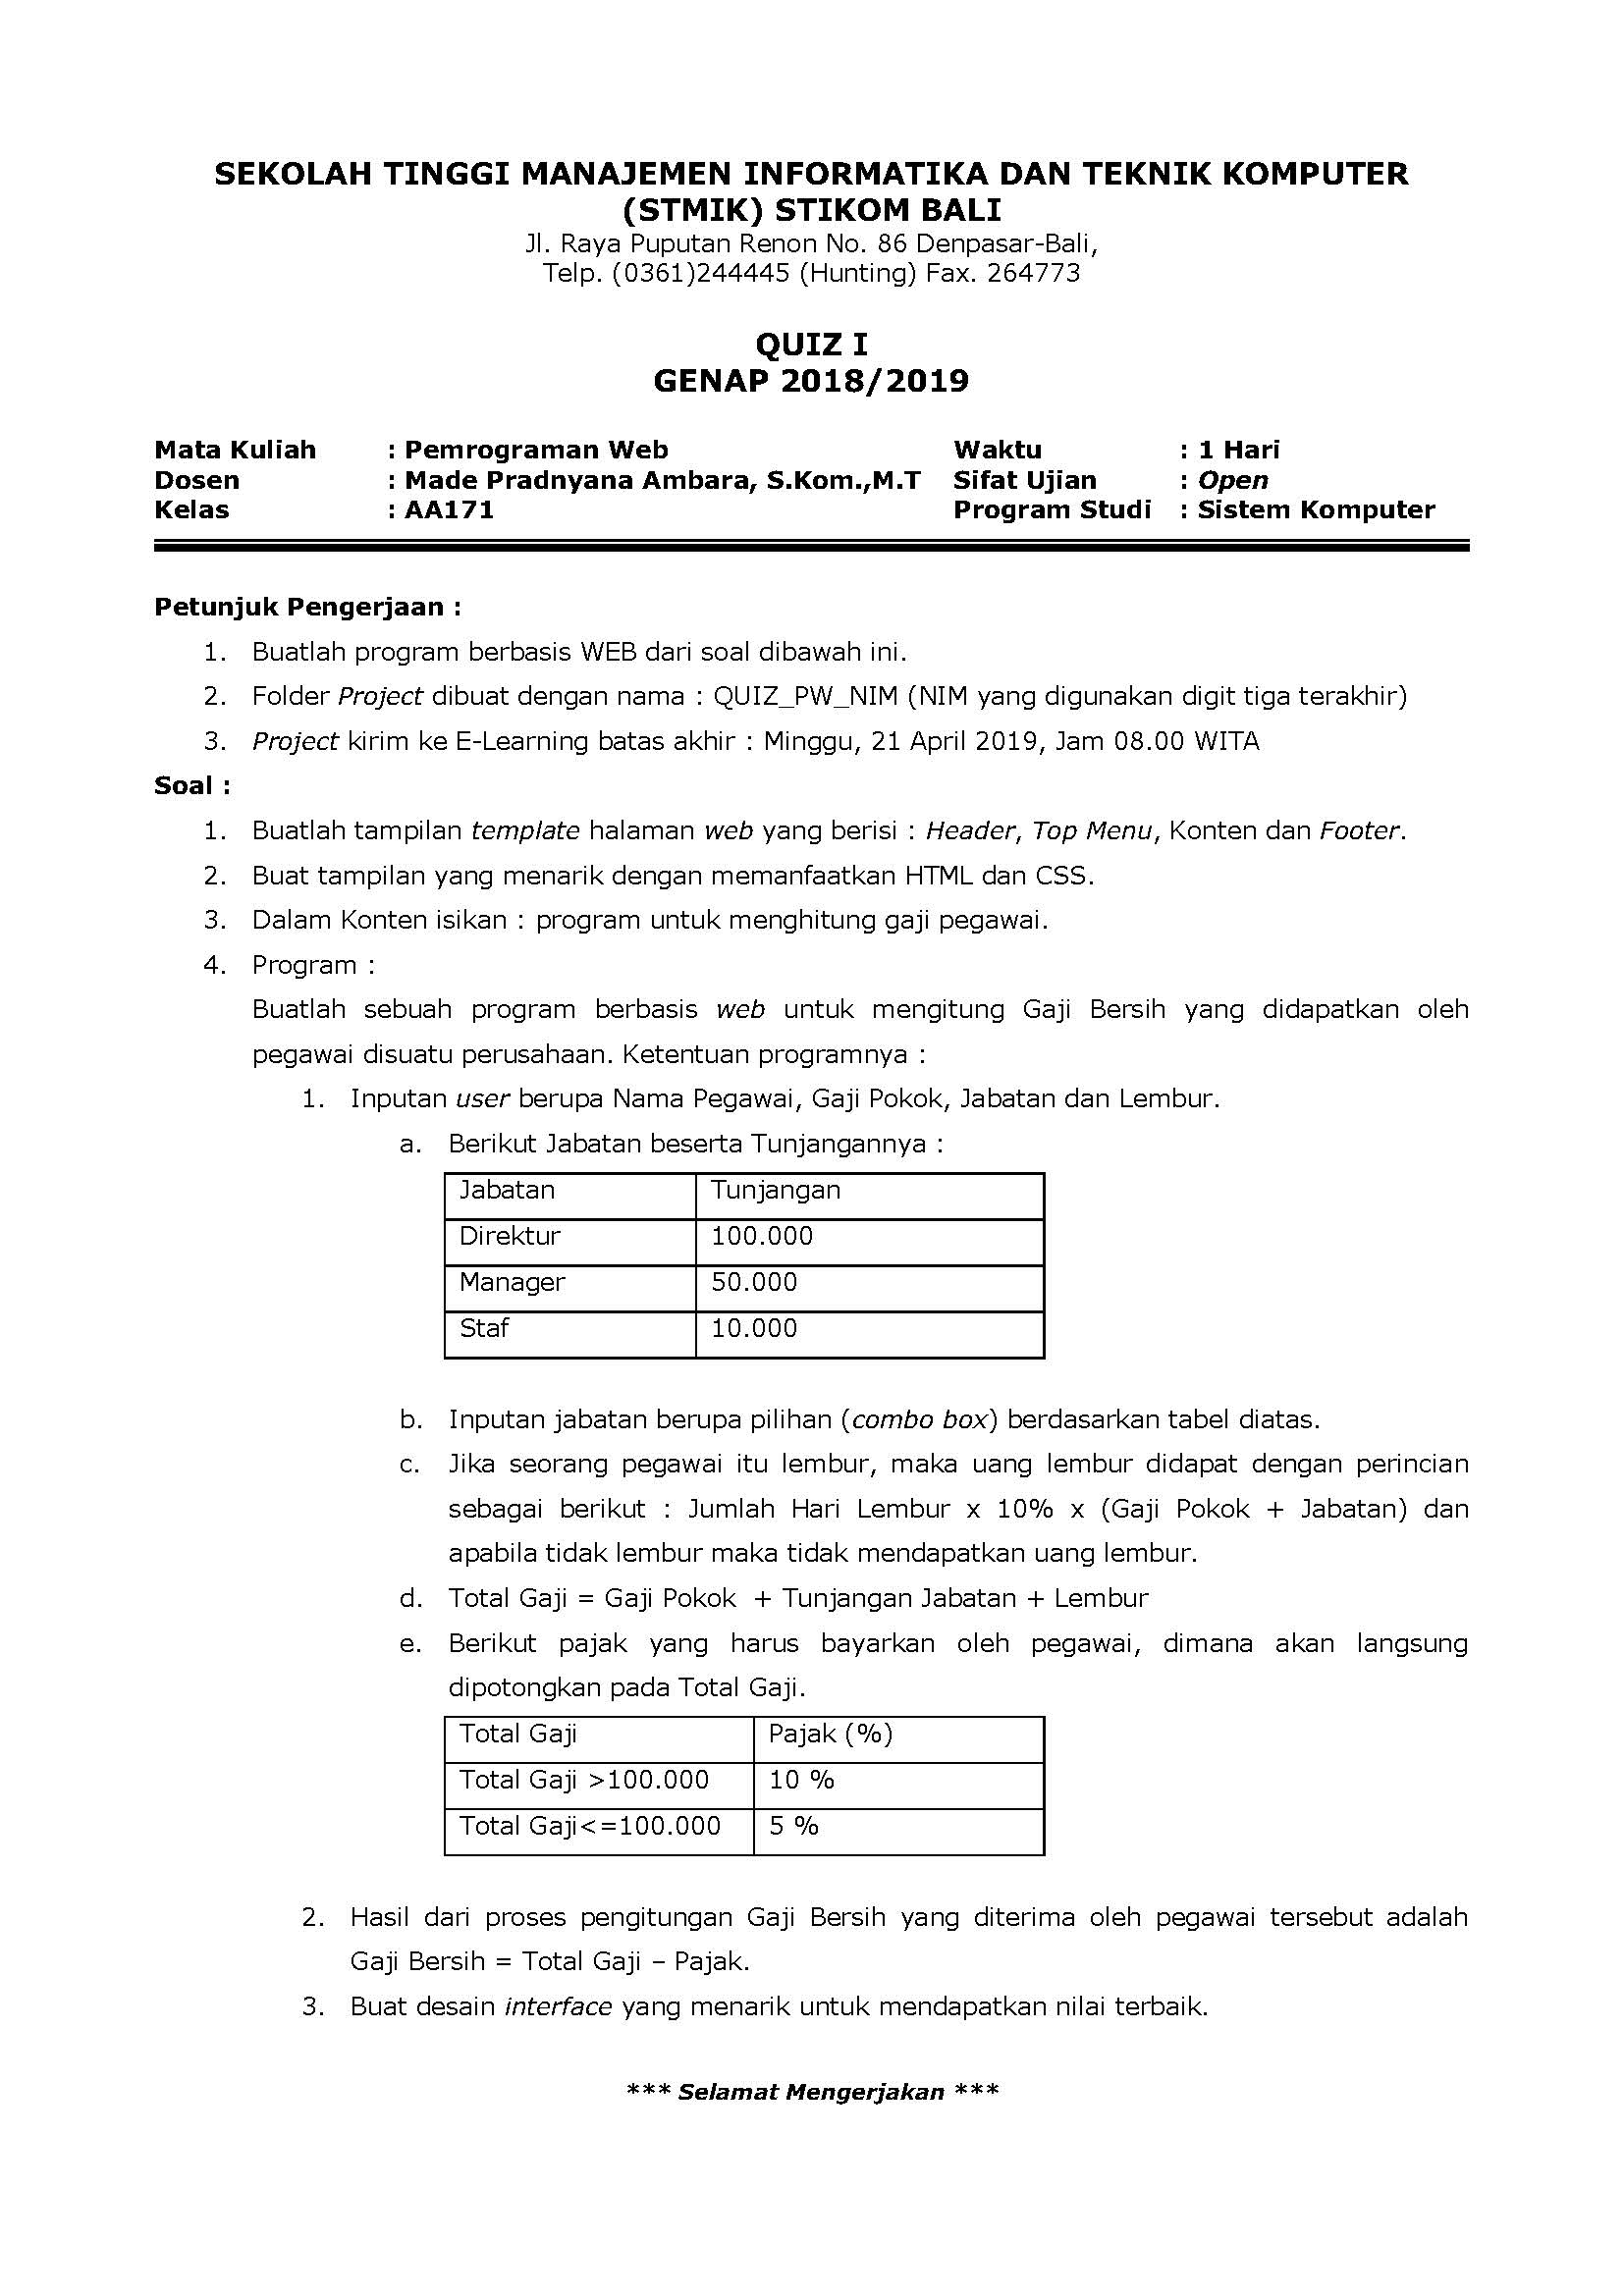 SEKOLAH TINGGI MANAJEMEN INFORMATIKA DAN TEKNIK KOMPUTER
(STMIK) STIKOM BALI
Jl. Raya Puputan Renon No. 86 Denpasar-Bali,
Telp. (0361)244445 (Hunting) Fax. 264773
QUIZ I
GENAP 2018/2019
Mata Kuliah : Pemrograman Web Waktu : 1 Hari
Dosen : Made Pradnyana Ambara, S.Kom.,M.T Sifat Ujian : Open
Kelas : AA171 Program Studi : Sistem Komputer
Petunjuk Pengerjaan :
1. Buatlah program berbasis WEB dari soal dibawah ini.
2. Folder Project dibuat dengan nama : QUIZ_PW_NIM (NIM yang digunakan digit tiga terakhir)
3. Project kirim ke E-Learning batas akhir : Minggu, 21 April 2019, Jam 08.00 WITA
Soal :
1. Buatlah tampilan template halaman web yang berisi : Header, Top Menu, Konten dan Footer.
2. Buat tampilan yang menarik dengan memanfaatkan HTML dan CSS.
3. Dalam Konten isikan : program untuk menghitung gaji pegawai.
4. Program :
Buatlah sebuah program berbasis web untuk mengitung Gaji Bersih yang didapatkan oleh
pegawai disuatu perusahaan. Ketentuan programnya :
1. Inputan user berupa Nama Pegawai, Gaji Pokok, Jabatan dan Lembur.
a. Berikut Jabatan beserta Tunjangannya :
Jabatan Tunjangan
Direktur 100.000
Manager 50.000
Staf 10.000
b. Inputan jabatan berupa pilihan (combo box) berdasarkan tabel diatas.
c. Jika seorang pegawai itu lembur, maka uang lembur didapat dengan perincian
sebagai berikut : Jumlah Hari Lembur x 10% x (Gaji Pokok + Jabatan) dan
apabila tidak lembur maka tidak mendapatkan uang lembur.
d. Total Gaji = Gaji Pokok + Tunjangan Jabatan + Lembur
e. Berikut pajak yang harus bayarkan oleh pegawai, dimana akan langsung
dipotongkan pada Total Gaji.
Total Gaji Pajak (%)
Total Gaji >100.000 10 %
Total Gaji<=100.000 5 %
2. Hasil dari proses pengitungan Gaji Bersih yang diterima oleh pegawai tersebut adalah
Gaji Bersih = Total Gaji – Pajak.
3. Buat desain interface yang menarik untuk mendapatkan nilai terbaik.
*** Selamat Mengerjakan ***